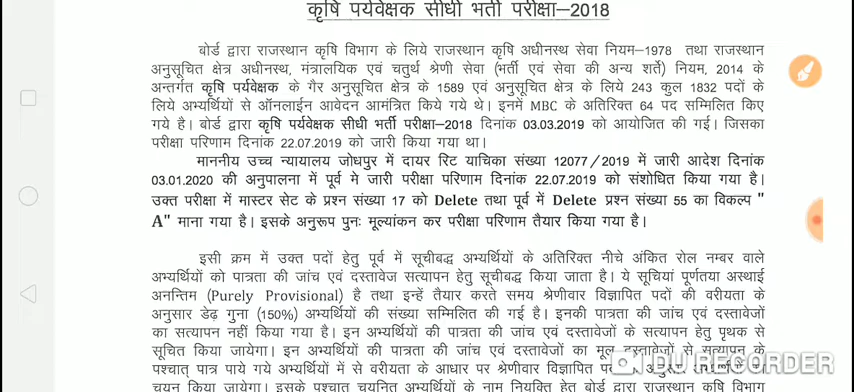 कृषि पर्यवेक्षक सीधी भर्ती परीक्षा–2018
बोर्ड द्वारा राजस्थान कृषि विभाग के लिये राजस्थान कृषि अधीनस्थ सेवा नियम–1978 तथा राजस्थान
अनुसूचित क्षेत्र अधीनस्थ, मंत्रालयिक एवं चतुर्थ श्रेणी सेवा (भर्ती एवं सेवा की अन्य शर्ते) नियम, 2014 के
अन्तर्गत कृषि पर्यवेक्षक के गैर अनुसूचित क्षेत्र के 1589 एवं अनुसूचित क्षेत्र के लिये 243 कुल 1832 पदों के
लिये अभ्यर्थियों से ऑनलाईन आवेदन आमंत्रित किये गये थे। इनमें MBC के अतिरिक्त 64 पद सम्मिलित किए
गये है। बोर्ड द्वारा कृषि पर्यवेक्षक सीधी भर्ती परीक्षा–2018 दिनांक 03.03.2019 को आयोजित की गई। जिसका
परीक्षा परिणाम दिनांक 22.07.2019 को जारी किया गया था।
माननीय उच्च न्यायालय जोधपुर में दायर रिट याचिका संख्या 12077/2019 में जारी आदेश दिनांक
03.01.2020 की अनुपालना में पूर्व मे जारी परीक्षा परिणाम दिनांक 22.07.2019 को संशोधित किया गया है।
उक्त परीक्षा में मास्टर सेट के प्रश्न संख्या 17 को Delete तथा पूर्व में Delete प्रश्न संख्या 55 का विकल्प "
A" माना गया है। इसके अनुरूप पुनः मूल्यांकन कर परीक्षा परिणाम तैयार किया गया है।
इसी क्रम में उक्त पदों हेतु पूर्व में सूचीबद्ध अभ्यर्थियों के अतिरिक्त नीचे अंकित रोल नम्बर वाले
अभ्यर्थियों को पात्रता की जांच एवं दस्तावेज सत्यापन हेतु सूचीबद्ध किया जाता है। ये सूचियां पूर्णतया अस्थाई
अनन्तिम (Purely Provisional) है तथा इन्हें तैयार करते समय श्रेणीवार विज्ञापित पदों की वरीयता के
अनुसार डेढ़ गुना (150%) अभ्यर्थियों की संख्या सम्मिलित की गई है। इनकी पात्रता की जांच एवं दस्तावेजों
का सत्यापन नहीं किया गया है। इन अभ्यर्थियों की पात्रता की जांच एवं दस्तावेजों के सत्यापन हेतु पृथक से
सूचित किया जायेगा। इन अभ्यर्थियों की पात्रता की जांच एवं दस्तावेजों का मूल दस्तावेजों से सत्यापन के
पश्चात् पात्र पाये गये अभ्यर्थियों में से वरीयता के आधार पर श्रेणीवार विज्ञापित
चयन किया जायेगा। इसके पश्चात चयनित अभ्यर्थियों के नाम नियुक्ति हेतु बोर्ड द्वारा राजस्थान कृषि विभाग
DU RECORDER